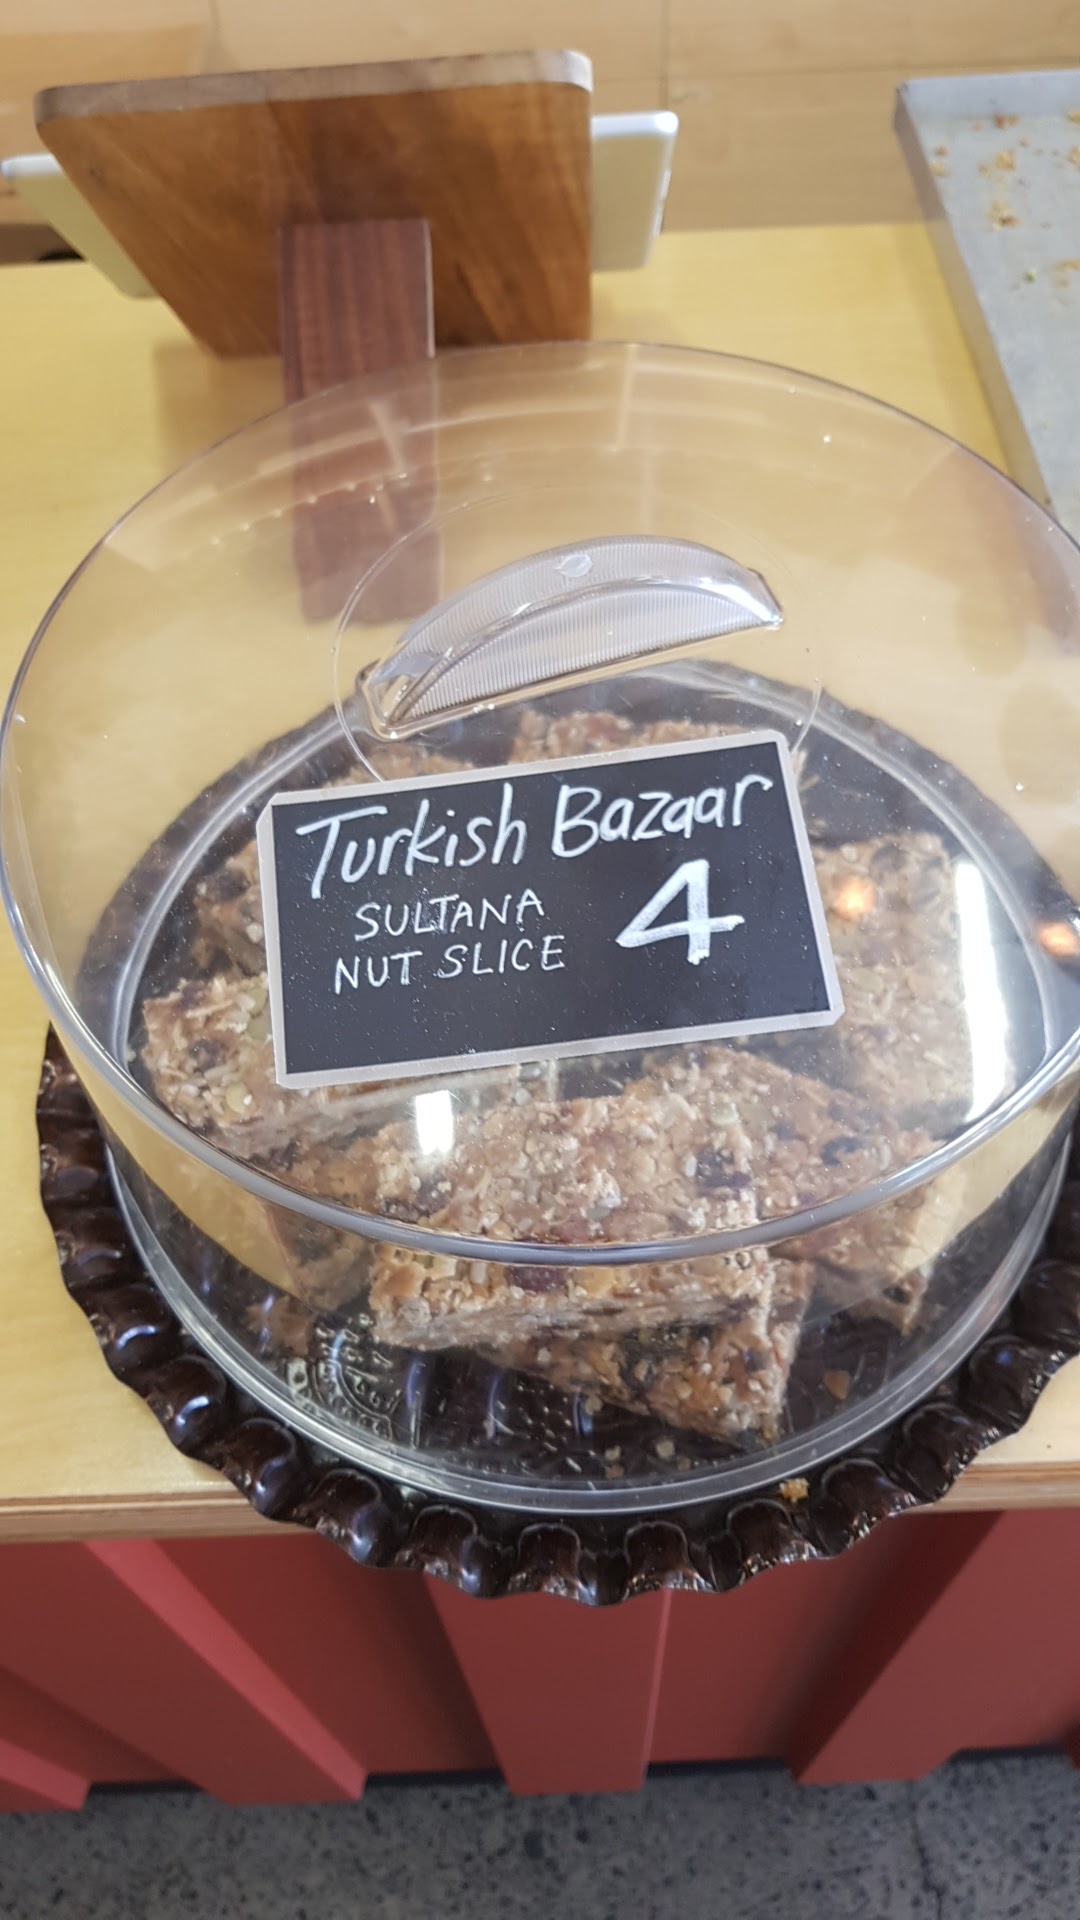 Turkish Bazaar
SULTANA
NUT SLICE
4